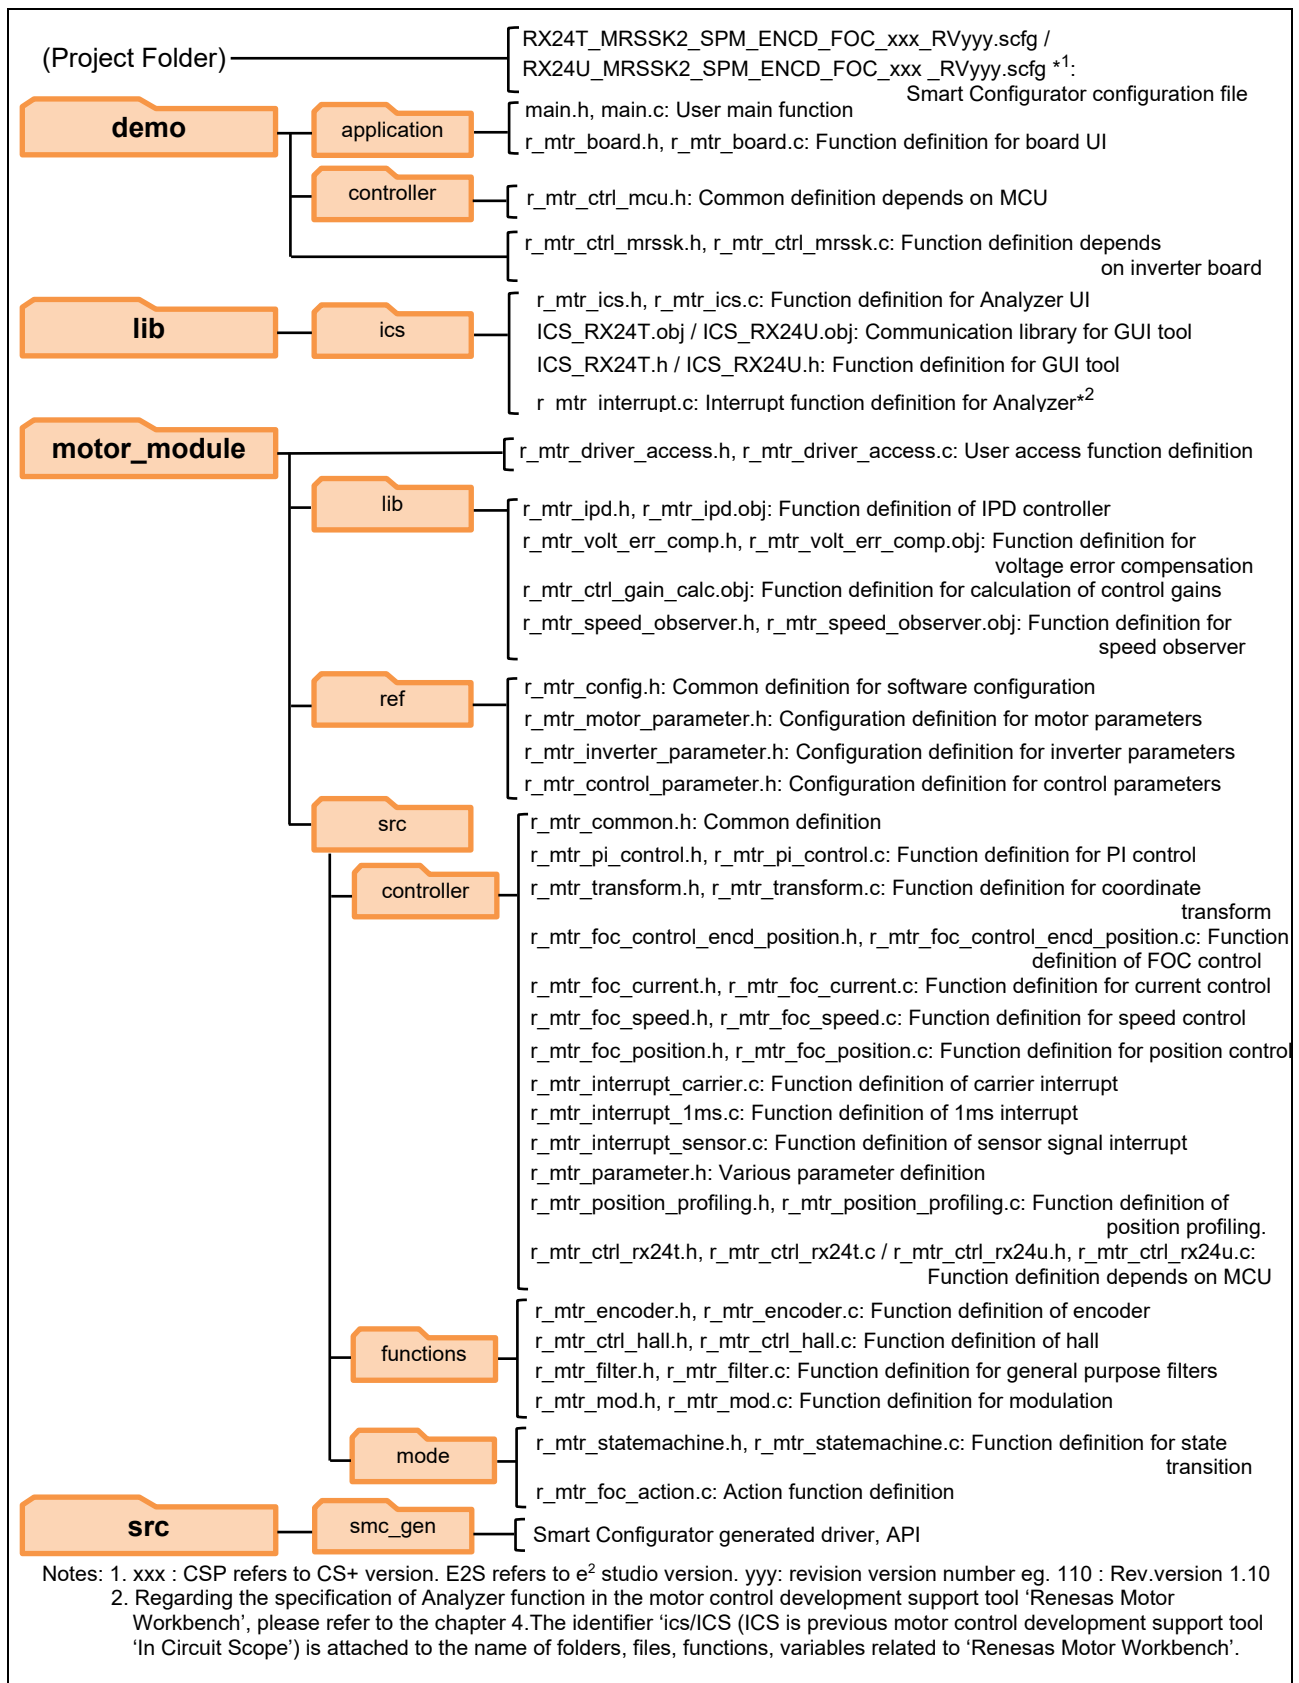 (Project Folder)
RX24T_MRSSK2_SPM_ENCD_FOC_xxx_RVyyy.scfg /
RX24U_MRSSK2_SPM_ENCD_FOC_xxx _RVyyy.scfg *1:
Smart Configurator configuration file
demo
application
main.h, main.c: User main function
r_mtr_board.h, r_mtr_board.c: Function definition for board UI
controller
r_mtr_ctrl_mcu.h: Common definition depends on MCU
r_mtr_ctrl_mrssk.h, r_mtr_ctrl_mrssk.c: Function definition depends
on inverter board
lib
ics
r_mtr_ics.h, r_mtr_ics.c: Function definition for Analyzer UI
ICS_RX24T.obj / ICS_RX24U.obj: Communication library for GUI tool
ICS_RX24T.h / ICS_RX24U.h: Function definition for GUI tool
r_mtr_interrupt.c: Interrupt function definition for Analyzer*2
motor_module
r_mtr_driver_access.h, r_mtr_driver_access.c: User access function definition
lib
r_mtr_ipd.h, r_mtr_ipd.obj: Function definition of IPD controller
r_mtr_volt_err_comp.h, r_mtr_volt_err_comp.obj: Function definition for
voltage error compensation
r_mtr_ctrl_gain_calc.obj: Function definition for calculation of control gains
r_mtr_speed_observer.h, r_mtr_speed_observer.obj: Function definition for
speed observer
ref
r_mtr_config.h: Common definition for software configuration
r_mtr_motor_parameter.h: Configuration definition for motor parameters
r_mtr_inverter_parameter.h: Configuration definition for inverter parameters
r_mtr_control_parameter.h: Configuration definition for control parameters
src
controller
r_mtr_common.h: Common definition
r_mtr_pi_control.h, r_mtr_pi_control.c: Function definition for PI control
r_mtr_transform.h, r_mtr_transform.c: Function definition for coordinate
transform
r_mtr_foc_control_encd_position.h, r_mtr_foc_control_encd_position.c: Function
definition of FOC control
r_mtr_foc_current.h, r_mtr_foc_current.c: Function definition for current control
r_mtr_foc_speed.h, r_mtr_foc_speed.c: Function definition for speed control
r_mtr_foc_position.h, r_mtr_foc_position.c: Function definition for position control
r_mtr_interrupt_carrier.c: Function definition of carrier interrupt
r_mtr_interrupt_1ms.c: Function definition of 1ms interrupt
r_mtr_interrupt_sensor.c: Function definition of sensor signal interrupt
r_mtr_parameter.h: Various parameter definition
r_mtr_position_profiling.h, r_mtr_position_profiling.c: Function definition of
position profiling.
r_mtr_ctrl_rx24t.h, r_mtr_ctrl_rx24t.c / r_mtr_ctrl_rx24u.h, r_mtr_ctrl_rx24u.c:
Function definition depends on MCU
functions
r_mtr_encoder.h, r_mtr_encoder.c: Function definition of encoder
r_mtr_ctrl_hall.h, r_mtr_ctrl_hall.c: Function definition of hall
r_mtr_filter.h, r_mtr_filter.c: Function definition for general purpose filters
r_mtr_mod.h, r_mtr_mod.c: Function definition for modulation
mode
r_mtr_statemachine.h, r_mtr_statemachine.c: Function definition for state
transition
r_mtr_foc_action.c: Action function definition
src
smc_gen
Smart Configurator generated driver, API
Notes: 1. xxx : CSP refers to CS+ version. E2S refers to e2 studio version. yyy: revision version number eg. 110 : Rev.version 1.10
2. Regarding the specification of Analyzer function in the motor control development support tool ‘Renesas Motor
Workbench’, please refer to the chapter 4.The identifier ‘ics/ICS (ICS is previous motor control development support tool
‘In Circuit Scope’) is attached to the name of folders, files, functions, variables related to ‘Renesas Motor Workbench’.